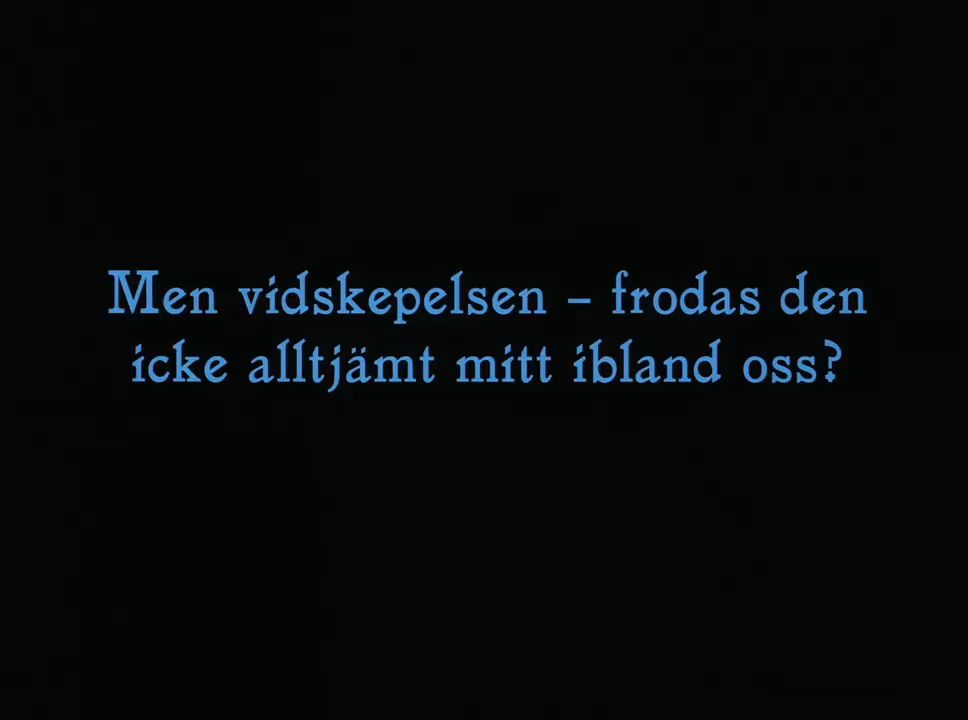 Men vidskepelsen – frodas den
icke alltjämt mitt ibland oss?